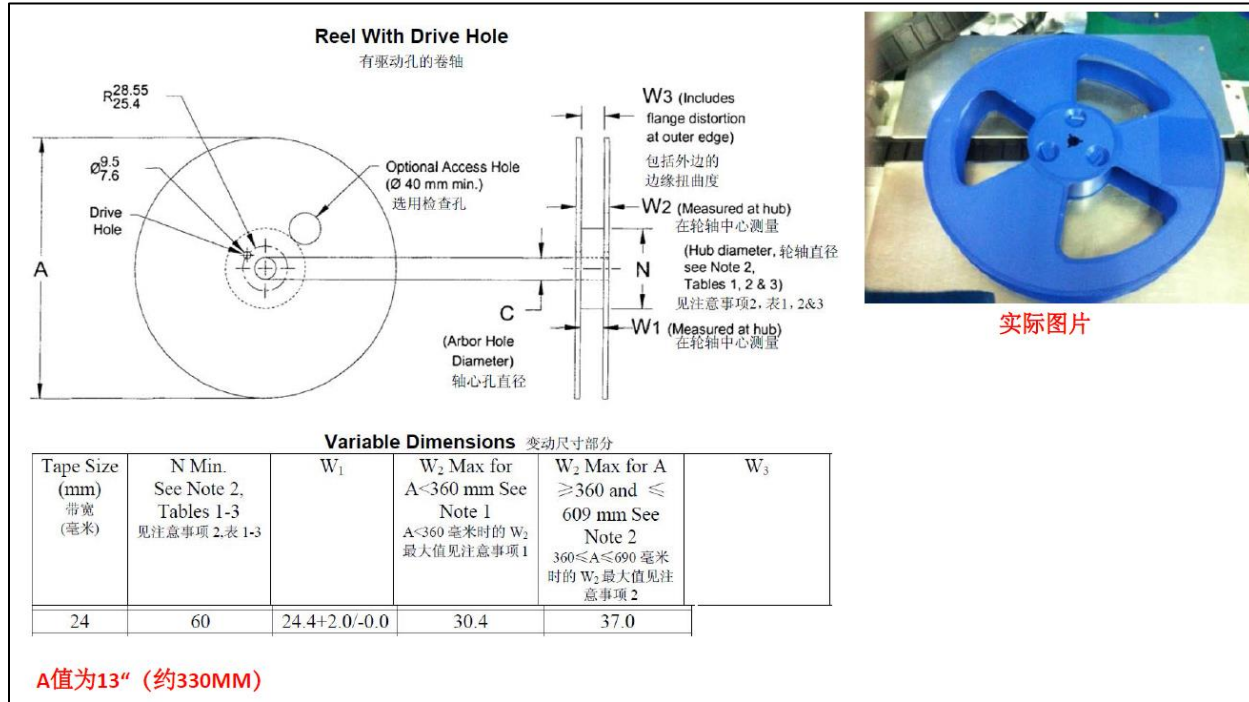 Reel With Drive Hole
有驱动孔的卷轴
R28.55
25.4
Ø9.5
7.6
Drive
Hole
A
Optional Access Hole
(Ø 40 mm min.)
选用检查孔
C
(Arbor Hole
Diameter)
轴心孔直径
W3 (Includes
flange distortion
at outer edge)
包括外边的
边缘扭曲度
W2 (Measured at hub)
在轮轴中心测量
N
(Hub diameter, 轮轴直径
see Note 2,
Tables 1, 2 & 3)
见注意事项2, 表1, 2&3
W1 (Measured at hub)
在轮轴中心测量
实际图片
Variable Dimensions 变动尺寸部分
Tape Size
(mm)
带宽
(毫米)
N Min.
See Note 2,
Tables 1-3
见注意事项 2,表 1-3
W1
W2 Max for
A<360 mm See
Note 1
A<360 毫米时的 W2
最大值见注意事项1
W2 Max for A
≥360 and ≤
609 mm See
Note 2
360≤A≤690 毫米
时的 W2 最大值见注
意事项 2
W3
24
60
24.4+2.0/-0.0
30.4
37.0
A值为13“（约330MM）